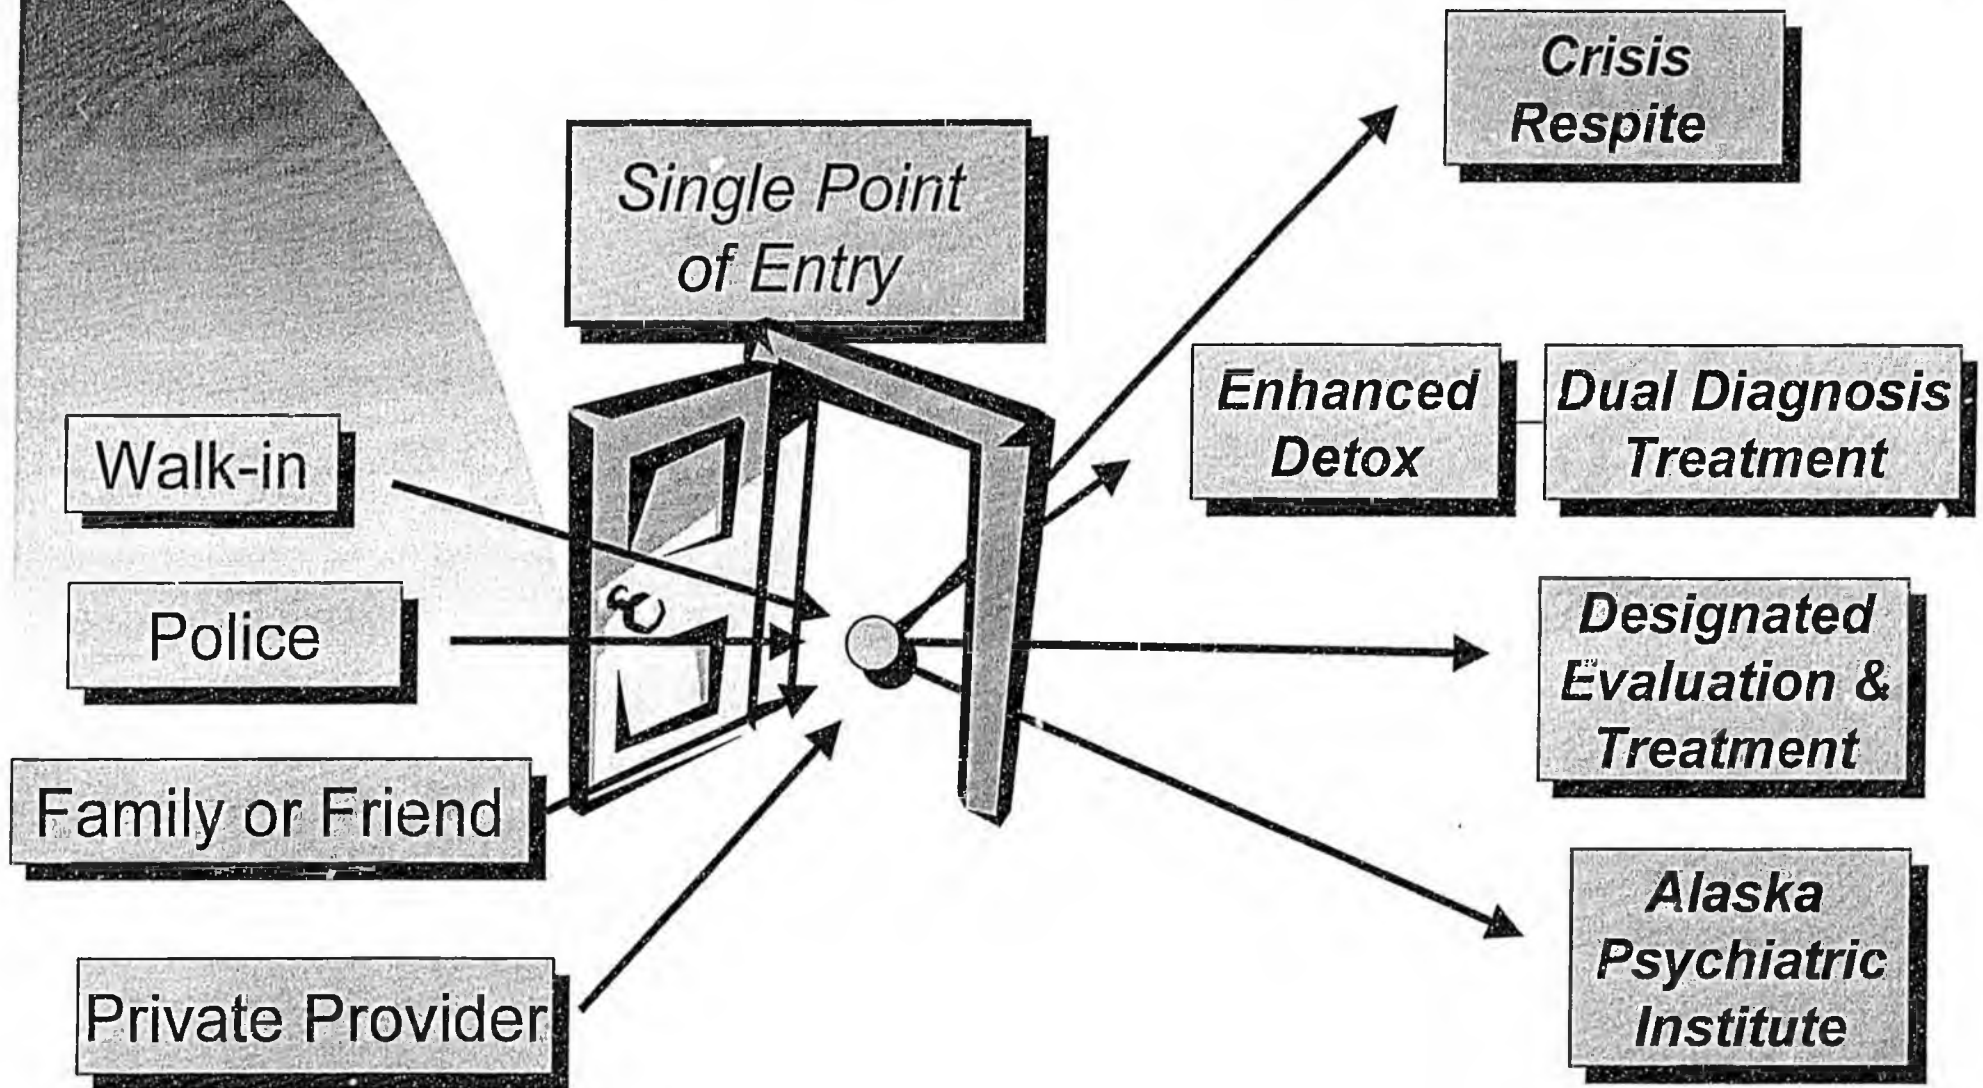 Crisis
Respite
Single Point
of Entry
Enhanced
Detox
Dual Diagnosis
Treatment
Walk-in
Police
Designated
Evaluation &
Treatment
Family or Friend
Alaska
Psychiatric
Institute
Private Provider